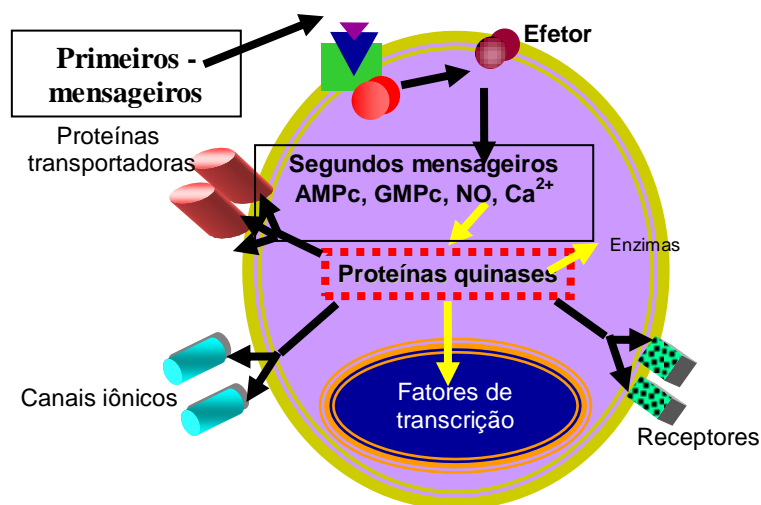 Efetor
Primeiros -
mensageiros
Proteínas
transportadoras
Segundos mensageiros
AMPc, GMPc, NO, Ca²⁺
Enzimas
Proteínas quinases
Canais iônicos
Fatores de
transcrição
Receptores